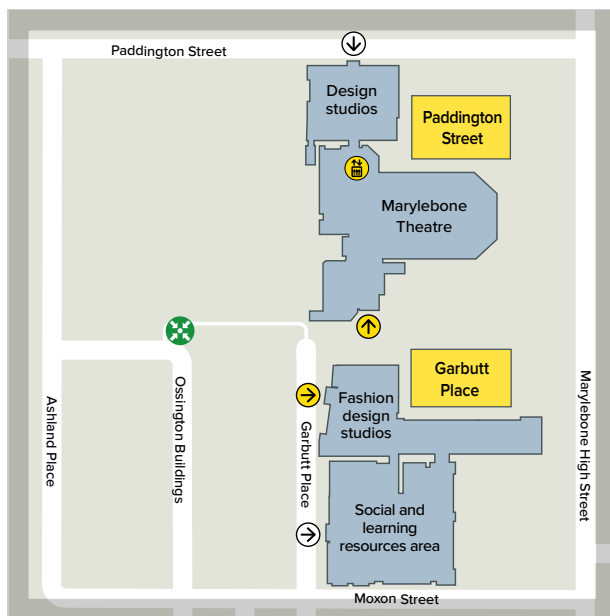 Paddington Street
Design
studios
Paddington
Street
Marylebone
Theatre
Garbutt
Place
Fashion
design
studios
Ashland Place
Ossington Buildings
Garbutt Place
Marylebone High Street
Social and
learning
resources area
Moxon Street